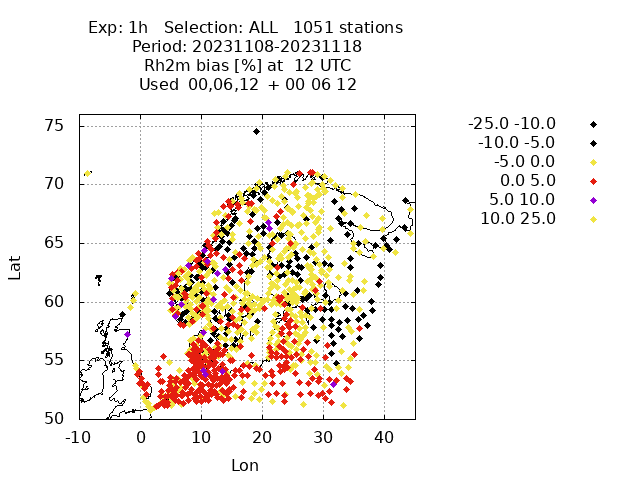 Exp: 1h   Selection: ALL   1051 stations
Period: 20231108-20231118
Rh2m bias [%] at  12 UTC
Used  00,06,12  + 00 06 12
-25.0 -10.0
-10.0 -5.0
-5.0 0.0
0.0 5.0
5.0 10.0
10.0 25.0
75
70
65
60
55
50
Lat
-10 0 10 20 30 40
Lon